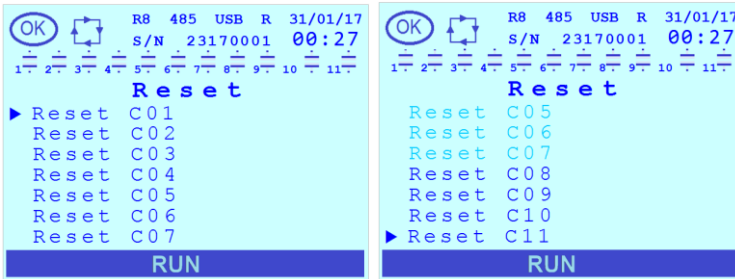 OK R8 485 USB R 31/01/17
S/N 23170001 00:27
1 2 3 4 5 6 7 8 9 10 11
Reset
Reset C01
Reset C02
Reset C03
Reset C04
Reset C05
Reset C06
Reset C07
RUN
OK R8 485 USB R 31/01/17
S/N 23170001 00:27
1 2 3 4 5 6 7 8 9 10 11
Reset
Reset C05
Reset C06
Reset C07
Reset C08
Reset C09
Reset C10
Reset C11
RUN